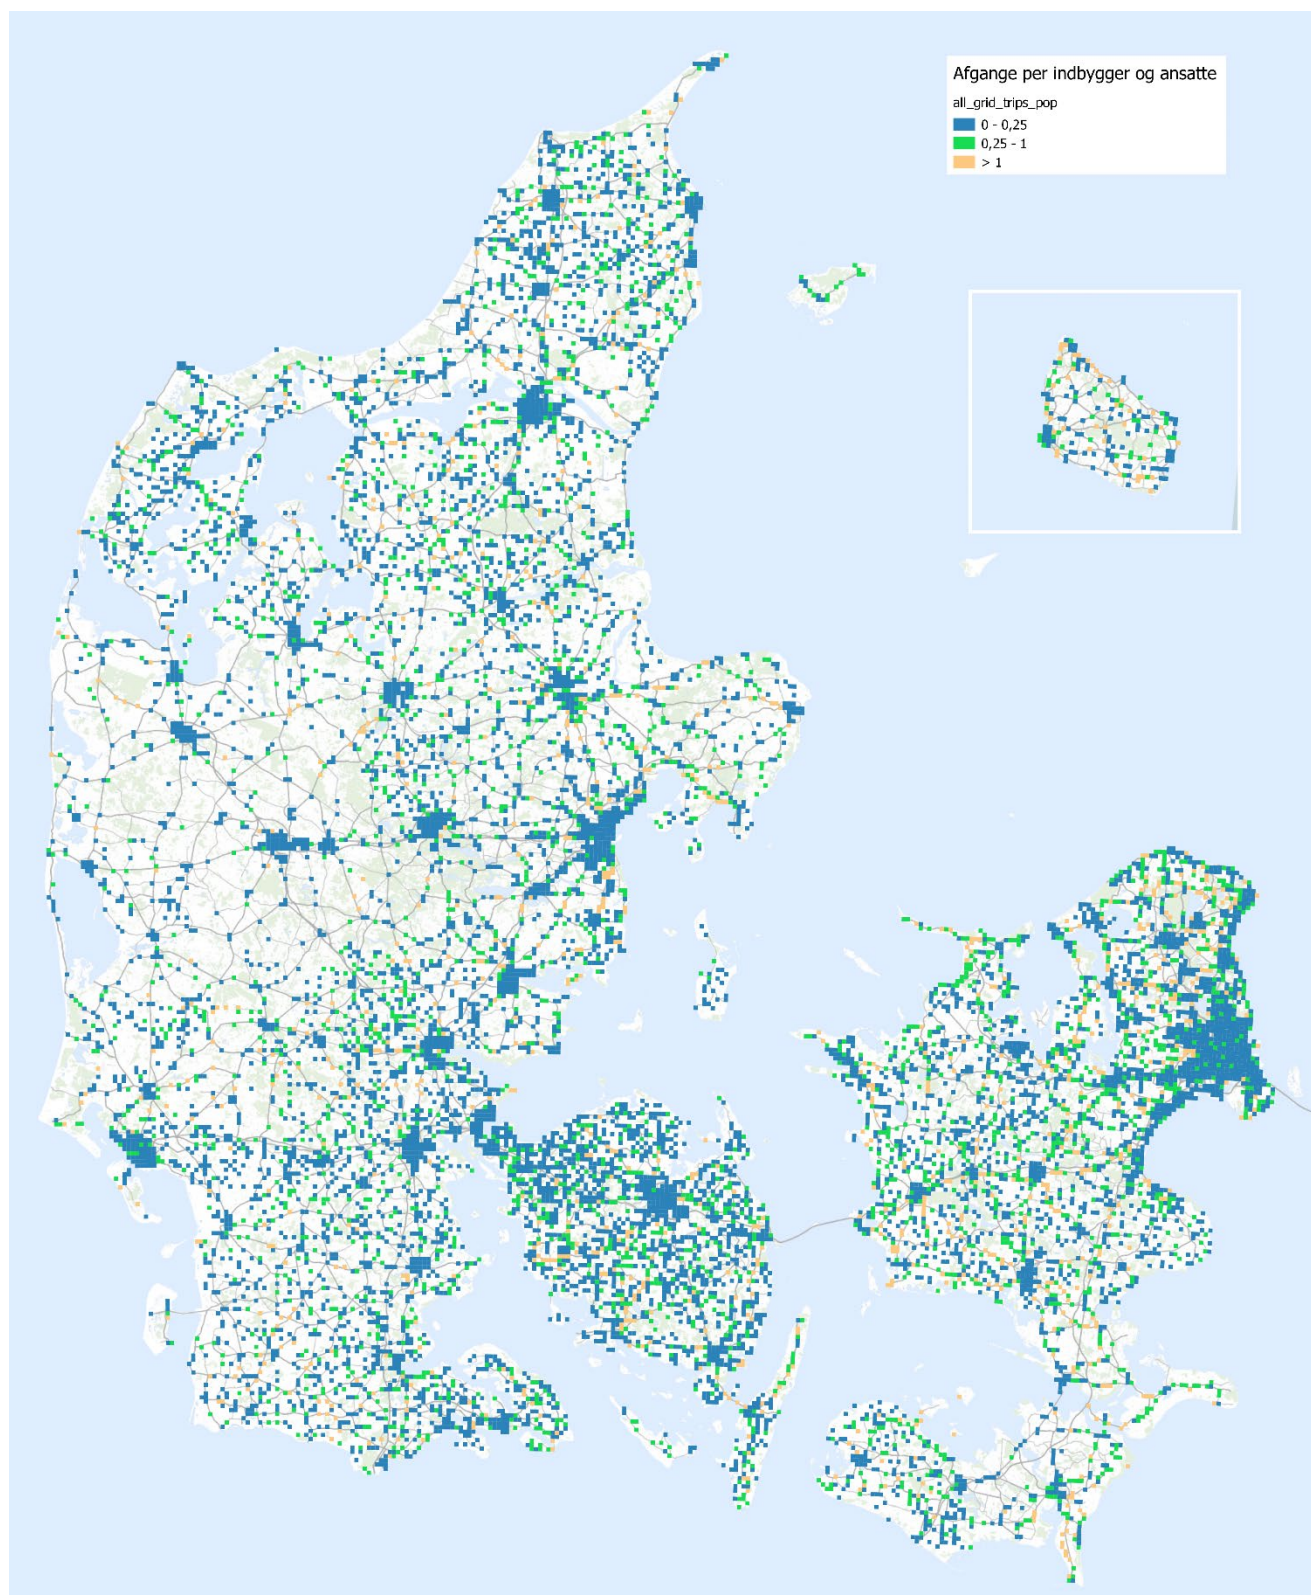 Afgange per indbygger og ansatte
all_grid_trips_pop
0 - 0,25
0,25 - 1
> 1